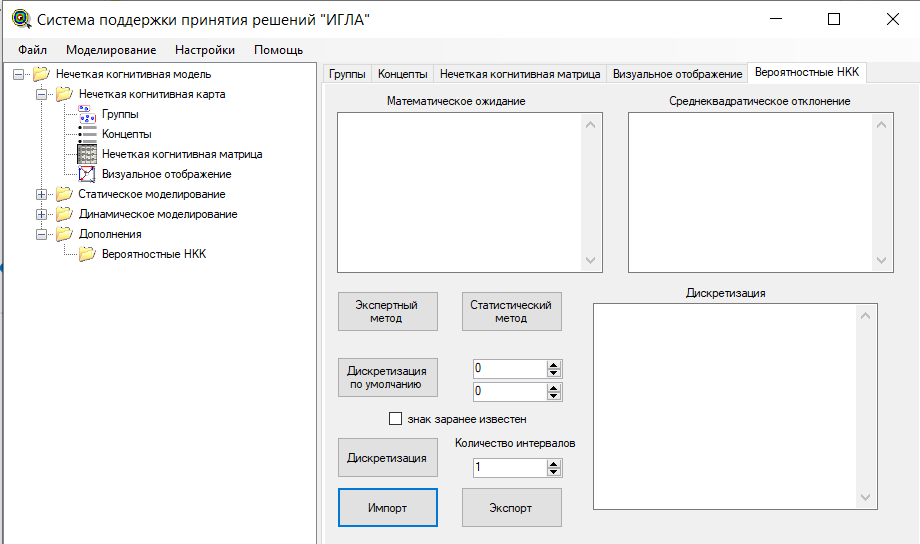 Система поддержки принятия решений "ИГЛА"
Файл Моделирование Настройки Помощь
Нечеткая когнитивная модель
Нечеткая когнитивная карта
Группы
Концепты
Нечеткая когнитивная матрица
Визуальное отображение
Статическое моделирование
Динамическое моделирование
Дополнения
Вероятностные НКК
Группы Концепты Нечеткая когнитивная матрица Визуальное отображение Вероятностные НКК
Математическое ожидание
Среднеквадратическое отклонение
Экспертный
метод
Статистический
метод
Дискретизация
Дискретизация
по умолчанию
0
0
знак заранее известен
Дискретизация
Количество интервалов
1
Импорт
Экспорт